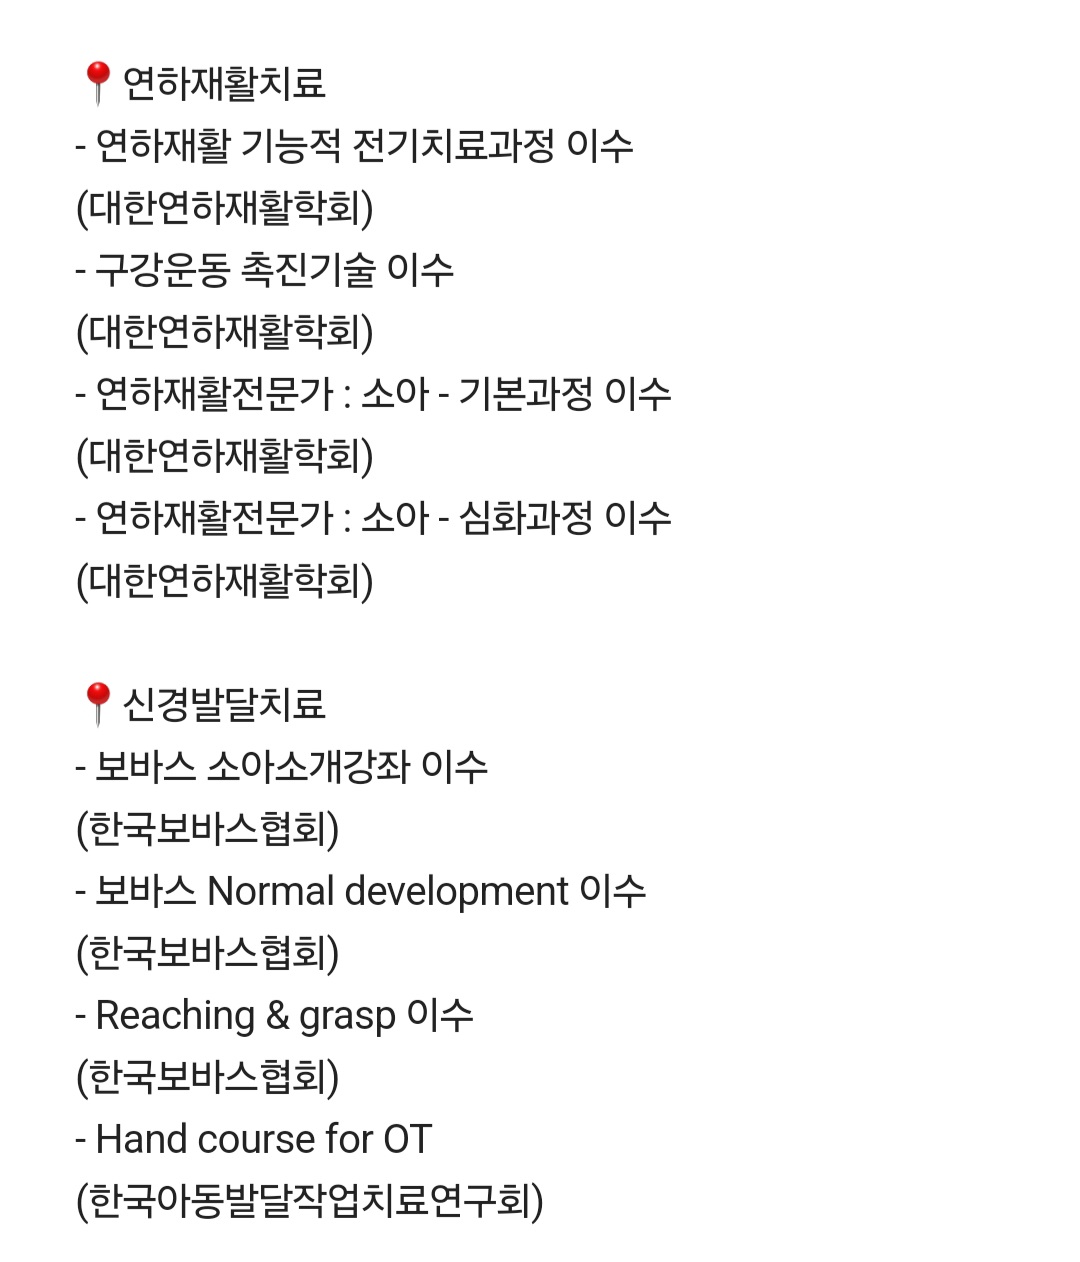 📍연하재활치료
- 연하재활 기능적 전기치료과정 이수
(대한연하재활학회)
- 구강운동 촉진기술 이수
(대한연하재활학회)
- 연하재활전문가 : 소아 - 기본과정 이수
(대한연하재활학회)
- 연하재활전문가 : 소아 - 심화과정 이수
(대한연하재활학회)
📍신경발달치료
- 보바스 소아소개강좌 이수
(한국보바스협회)
- 보바스 Normal development 이수
(한국보바스협회)
- Reaching & grasp 이수
(한국보바스협회)
- Hand course for OT
(한국아동발달작업치료연구회)